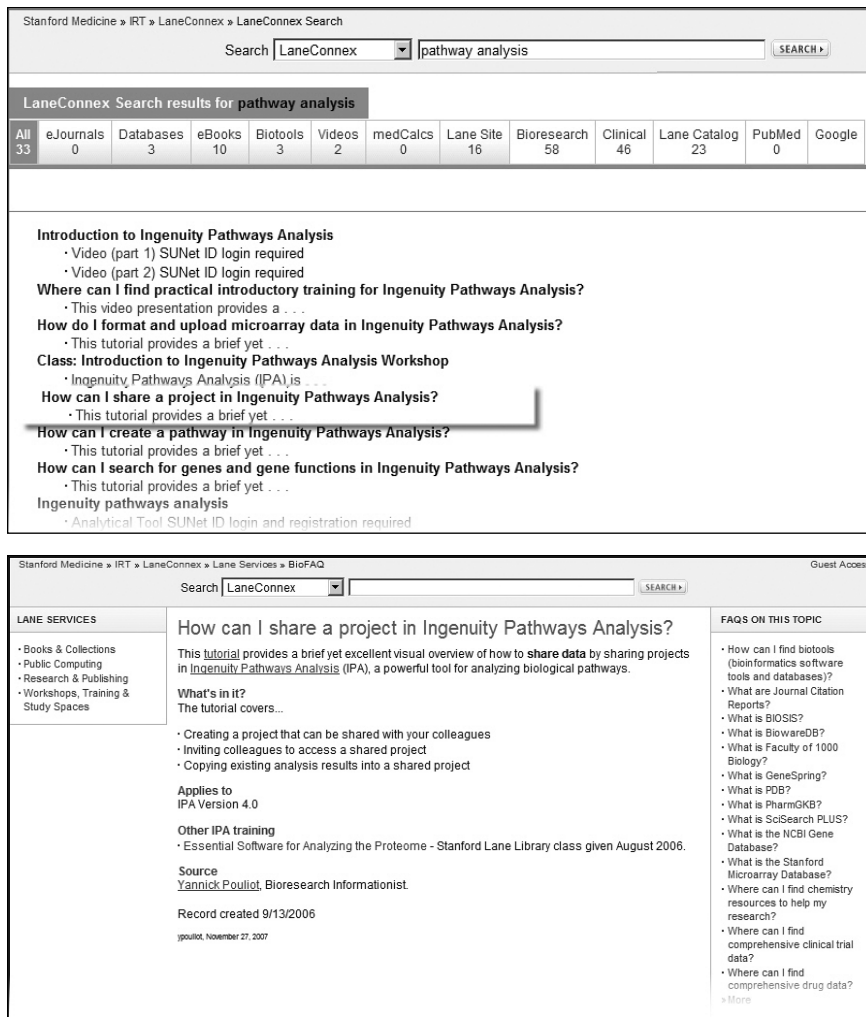 Stanford Medicine » IRT » LaneConnex » LaneConnex Search
Search LaneConnex pathway analysis SEARCH
LaneConnex Search results for pathway analysis
All eJournals Databases eBooks Biotools Videos medCalcs Lane Site Bioresearch Clinical Lane Catalog PubMed Google
33 0 3 10 3 2 0 16 58 46 23 0
Introduction to Ingenuity Pathways Analysis
· Video (part 1) SUNet ID login required
· Video (part 2) SUNet ID login required
Where can I find practical introductory training for Ingenuity Pathways Analysis?
· This video presentation provides a . . .
How do I format and upload microarray data in Ingenuity Pathways Analysis?
· This tutorial provides a brief yet . . .
Class: Introduction to Ingenuity Pathways Analysis Workshop
· Ingenuity Pathways Analysis (IPA) is . . .
How can I share a project in Ingenuity Pathways Analysis?
· This tutorial provides a brief yet . . .
How can I create a pathway in Ingenuity Pathways Analysis?
· This tutorial provides a brief yet . . .
How can I search for genes and gene functions in Ingenuity Pathways Analysis?
· This tutorial provides a brief yet . . .
Ingenuity pathways analysis
· Analytical Tool SUNet ID login and registration required
Stanford Medicine » IRT » LaneConnex » Lane Services » BioFAQ
Guest Acces
Search LaneConnex SEARCH
LANE SERVICES
· Books & Collections
· Public Computing
· Research & Publishing
· Workshops, Training &
Study Spaces
How can I share a project in Ingenuity Pathways Analysis?
This tutorial provides a brief yet excellent visual overview of how to share data by sharing projects
in Ingenuity Pathways Analysis (IPA), a powerful tool for analyzing biological pathways.
What's in it?
The tutorial covers...
· Creating a project that can be shared with your colleagues
· Inviting colleagues to access a shared project
· Copying existing analysis results into a shared project
Applies to
IPA Version 4.0
Other IPA training
· Essential Software for Analyzing the Proteome - Stanford Lane Library class given August 2006.
Source
Yannick Pouliot, Bioresearch Informationist.
Record created 9/13/2006
ypouliot, November 27, 2007
FAQS ON THIS TOPIC
· How can I find biotools
(bioinformatics software
tools and databases)?
· What are Journal Citation
Reports?
· What is BIOSIS?
· What is BiowareDB?
· What is Faculty of 1000
Biology?
· What is GeneSpring?
· What is PDB?
· What is PharmGKB?
· What is SciSearch PLUS?
· What is the NCBI Gene
Database?
· What is the Stanford
Microarray Database?
· Where can I find chemistry
resources to help my
research?
· Where can I find
comprehensive clinical trial
data?
· Where can I find
comprehensive drug data?
» More